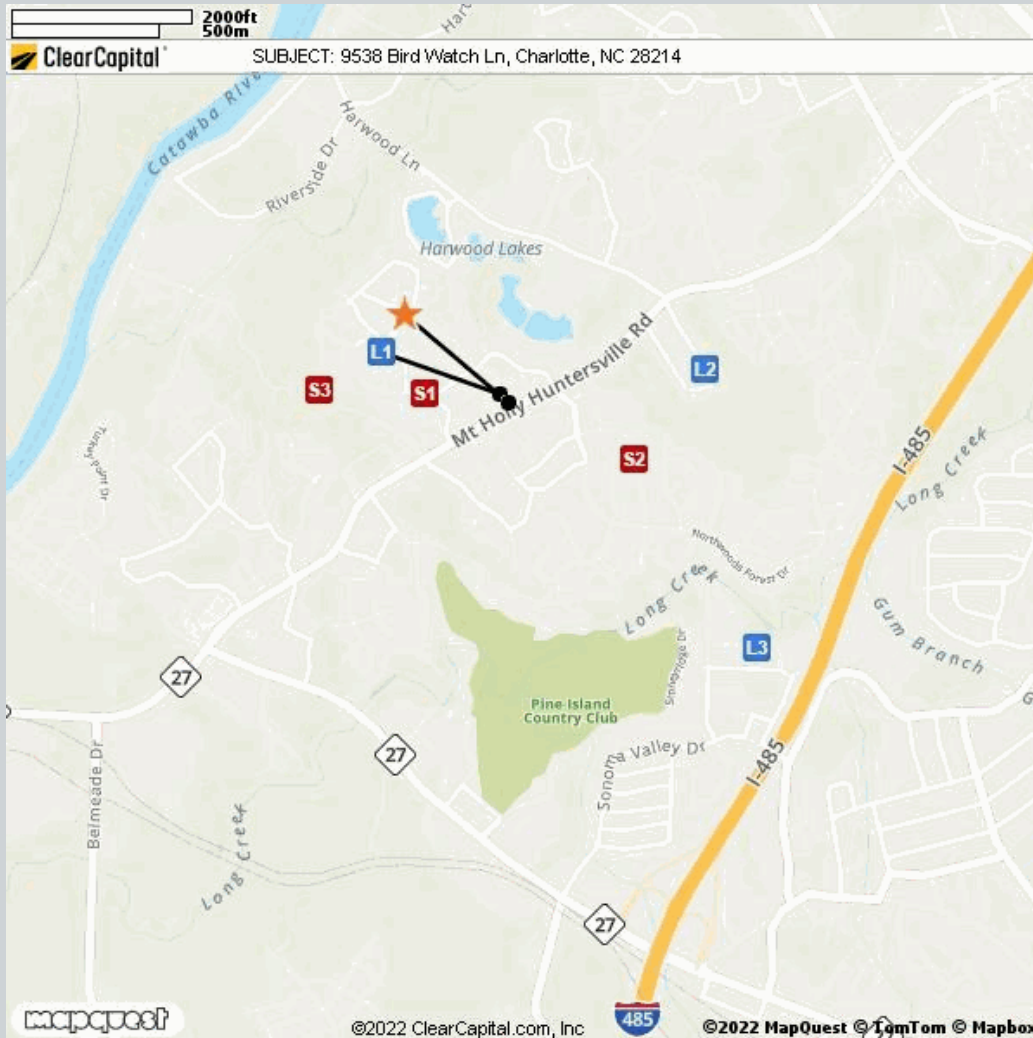 2000ft
500m
ClearCapital
SUBJECT: 9538 Bird Watch Ln, Charlotte, NC 28214
Catawba River
Harwood Ln
Riverside Dr
Harwood Lakes
L1
L2
S3
S1
Mt Holly Huntersville Rd
S2
I-485
Long Creek
Turkey Point Dr
Northwoods Forest Dr
Long Creek
Gum Branch
L3
27
Pine Island
Country Club
27
Sonoma Valley Dr
I-485
Belmeade Dr
Long Creek
27
485
mapquest
©2022 ClearCapital.com, Inc
©2022 MapQuest © TomTom © Mapbox